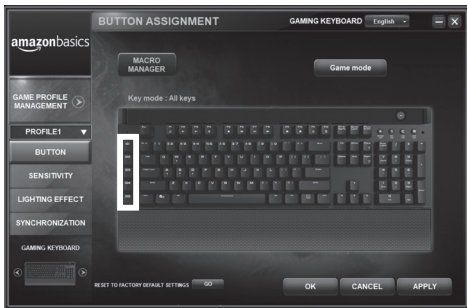 BUTTON ASSIGNMENT
GAMING KEYBOARD
English
amazonbasics
MACRO
MANAGER
Game mode
GAME PROFILE
MANAGEMENT
Key mode : All keys
PROFILE1
BUTTON
SENSITIVITY
LIGHTING EFFECT
SYNCHRONIZATION
GAMING KEYBOARD
RESET TO FACTORY DEFAULT SETTINGS
GO
OK
CANCEL
APPLY